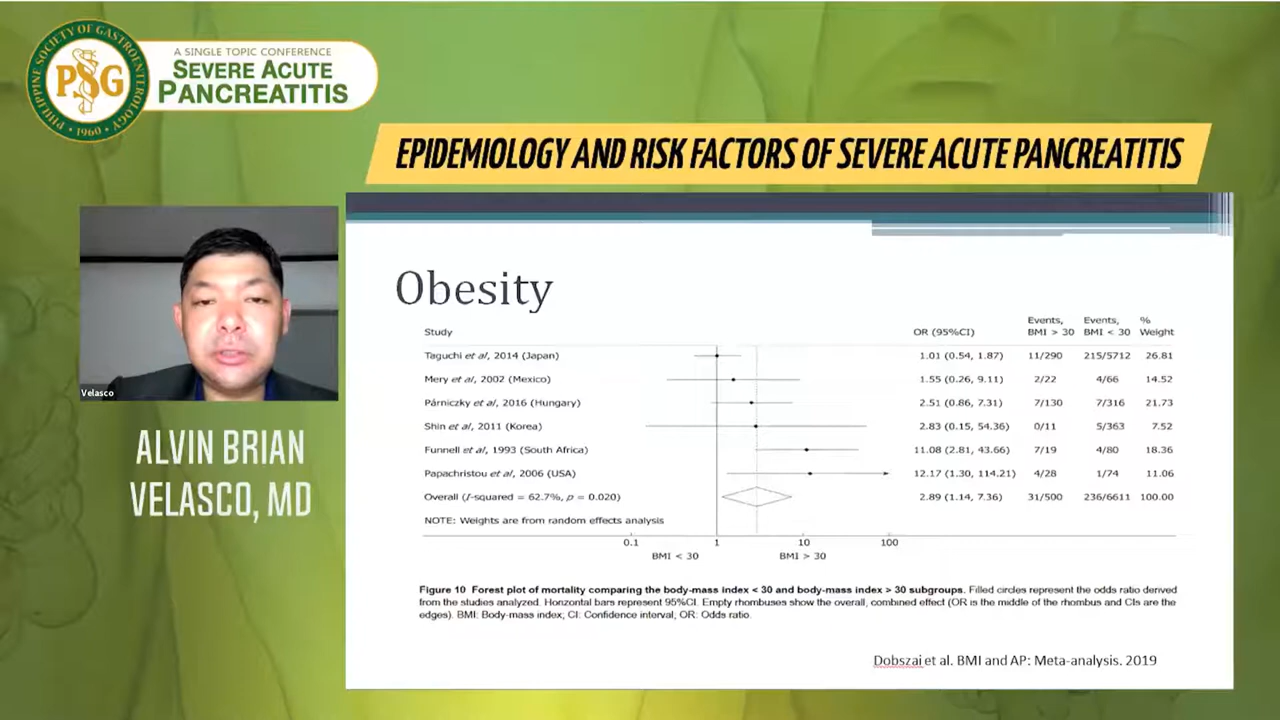 PHILIPPINE SOCIETY OF GASTROENTEROLOGY
PSG
• 1960 •
A SINGLE TOPIC CONFERENCE
SEVERE ACUTE
PANCREATITIS
EPIDEMIOLOGY AND RISK FACTORS OF SEVERE ACUTE PANCREATITIS
Velasco
ALVIN BRIAN
VELASCO, MD
Obesity
Study OR (95%CI) Events, BMI > 30 Events, BMI < 30 % Weight
Taguchi et al, 2014 (Japan) 1.01 (0.54, 1.87) 11/290 215/5712 26.81
Mery et al, 2002 (Mexico) 1.55 (0.26, 9.11) 2/22 4/66 14.52
Párniczky et al, 2016 (Hungary) 2.51 (0.86, 7.31) 7/130 7/316 21.73
Shin et al, 2011 (Korea) 2.83 (0.15, 54.36) 0/11 5/363 7.52
Funnell et al, 1993 (South Africa) 11.08 (2.81, 43.66) 7/19 4/80 18.36
Papachristou et al, 2006 (USA) 12.17 (1.30, 114.21) 4/28 1/74 11.06
Overall (I-squared = 62.7%, p = 0.020) 2.89 (1.14, 7.36) 31/500 236/6611 100.00
NOTE: Weights are from random effects analysis
0.1 1 10 100
BMI < 30 BMI > 30
Figure 10 Forest plot of mortality comparing the body-mass index < 30 and body-mass index > 30 subgroups. Filled circles represent the odds ratio derived
from the studies analyzed. Horizontal bars represent 95%CI. Empty rhombuses show the overall, combined effect (OR is the middle of the rhombus and CIs are the
edges). BMI: Body-mass index; CI: Confidence interval; OR: Odds ratio.
Dobszai et al. BMI and AP: Meta-analysis. 2019